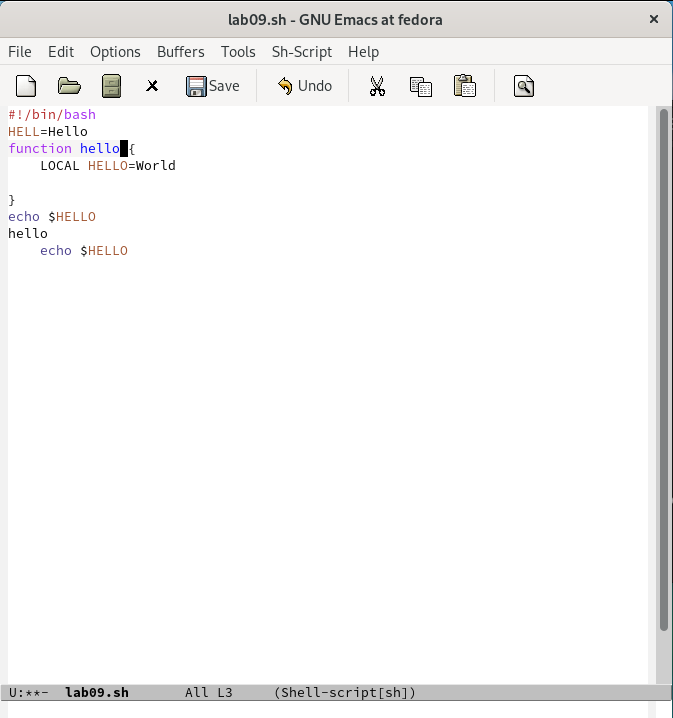 lab09.sh - GNU Emacs at fedora
File Edit Options Buffers Tools Sh-Script Help
Save Undo
#!/bin/bash
HELL=Hello
function hello {
    LOCAL HELLO=World

}
echo $HELLO
hello
    echo $HELLO
U:**- lab09.sh All L3 (Shell-script[sh])